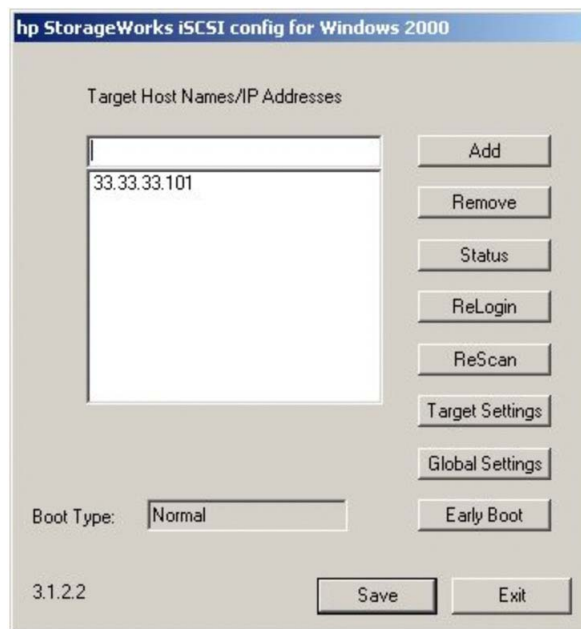 hp StorageWorks iSCSI config for Windows 2000
Target Host Names/IP Addresses
Add
33.33.33.101
Remove
Status
ReLogin
ReScan
Target Settings
Global Settings
Boot Type: Normal
Early Boot
3.1.2.2
Save
Exit